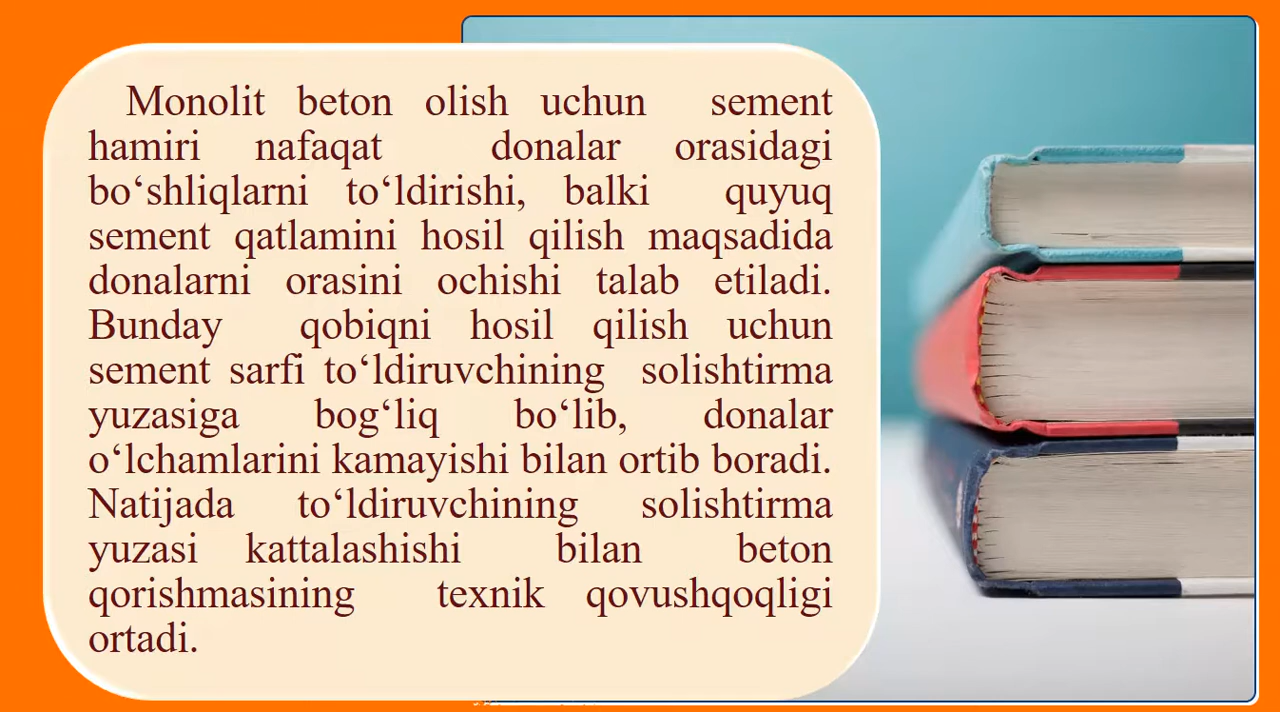 Monolit beton olish uchun sement
hamiri nafaqat donalar orasidagi
bo‘shliqlarni to‘ldirishi, balki quyuq
sement qatlamini hosil qilish maqsadida
donalarni orasini ochishi talab etiladi.
Bunday qobiqni hosil qilish uchun
sement sarfi to‘ldiruvchining solishtirma
yuzasiga bog‘liq bo‘lib, donalar
o‘lchamlarini kamayishi bilan ortib boradi.
Natijada to‘ldiruvchining solishtirma
yuzasi kattalashishi bilan beton
qorishmasining texnik qovushqoqligi
ortadi.